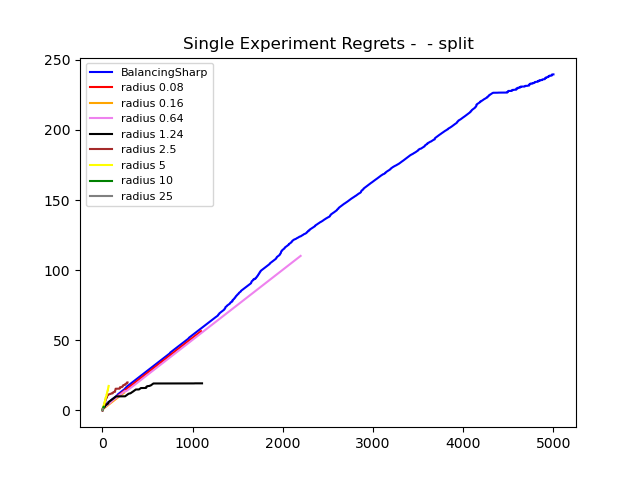 Single Experiment Regrets -  - split
250
200
150
100
50
0
BalancingSharp
radius 0.08
radius 0.16
radius 0.64
radius 1.24
radius 2.5
radius 5
radius 10
radius 25
0 1000 2000 3000 4000 5000